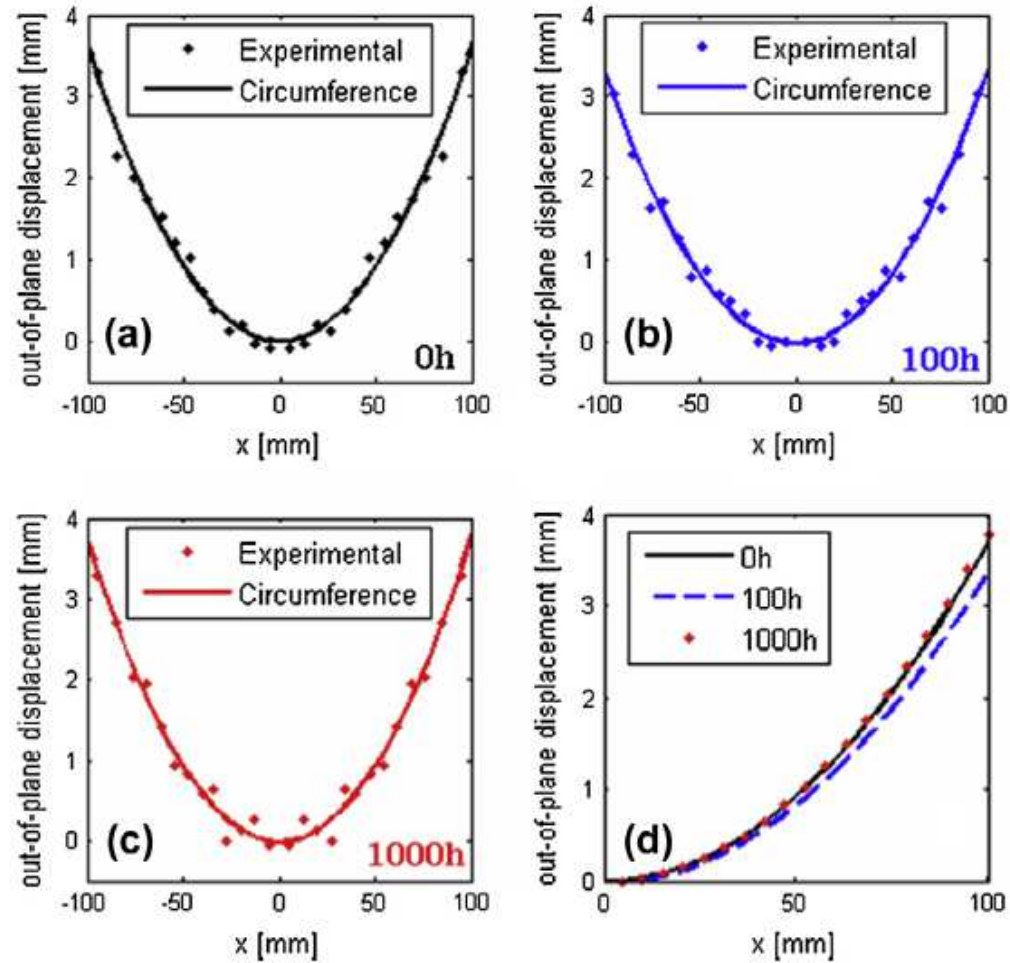 out-of-plane displacement [mm]
4
3
2
1
0
Experimental
Circumference
(a)
0h
-100
-50
0
50
100
x [mm]
out-of-plane displacement [mm]
4
3
2
1
0
Experimental
Circumference
(b)
100h
-100
-50
0
50
100
x [mm]
out-of-plane displacement [mm]
4
3
2
1
0
Experimental
Circumference
(c)
1000h
-100
-50
0
50
100
x [mm]
out-of-plane displacement [mm]
4
3
2
1
0
0h
100h
1000h
(d)
0
50
100
x [mm]